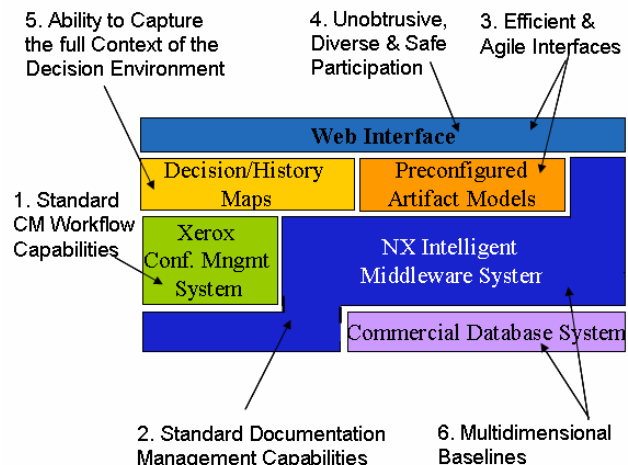 5. Ability to Capture
the full Context of the
Decision Environment
4. Unobtrusive,
Diverse & Safe
Participation
3. Efficient &
Agile Interfaces
Web Interface
Decision/History
Maps
Preconfigured
Artifact Models
1. Standard
CM Workflow
Capabilities
Xerox
Conf. Mngmt
System
NX Intelligent
Middleware System
Commercial Database System
2. Standard Documentation
Management Capabilities
6. Multidimensional
Baselines